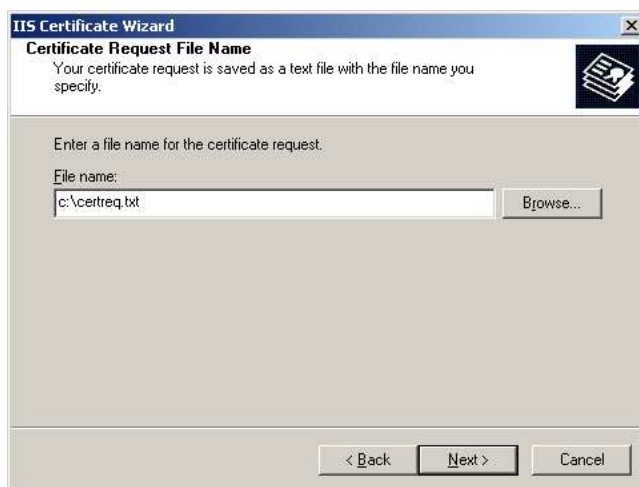 IIS Certificate Wizard
Certificate Request File Name
Your certificate request is saved as a text file with the file name you
specify.
Enter a file name for the certificate request.
File name:
c:\certreq.txt
Browse...
< Back
Next >
Cancel